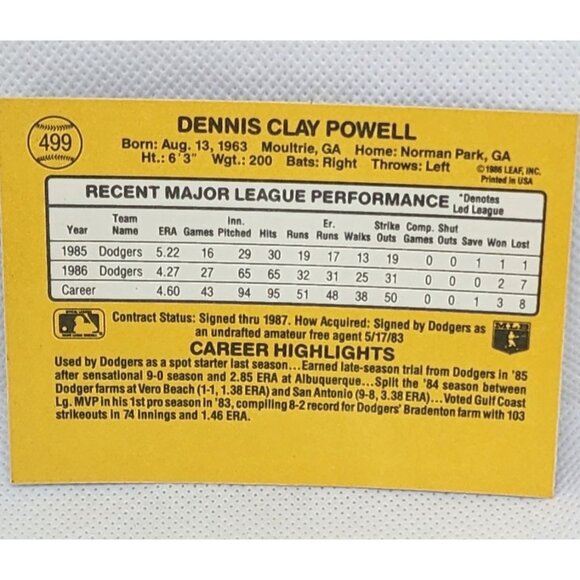 499
DENNIS CLAY POWELL
Born: Aug. 13, 1963 Moultrie, GA Home: Norman Park, GA
Ht.: 6'3" Wgt.: 200 Bats: Right Throws: Left
©1986 LEAF, INC.
Printed in USA
RECENT MAJOR LEAGUE PERFORMANCE *Denotes Led League
Year Team Name ERA Games Inn. Pitched Hits Runs Er. Runs Walks Strike Outs Comp. Games Shut Outs Save Won Lost
1985 Dodgers 5.22 16 29 30 19 17 13 19 0 0 1 1 1
1986 Dodgers 4.27 27 65 65 32 31 25 31 0 0 0 2 7
Career 4.60 43 94 95 51 48 38 50 0 0 1 3 8
Contract Status: Signed thru 1987. How Acquired: Signed by Dodgers as
an undrafted amateur free agent 5/17/83
MLB
CAREER HIGHLIGHTS
Used by Dodgers as a spot starter last season...Earned late-season trial from Dodgers in '85
after sensational 9-0 season and 2.85 ERA at Albuquerque...Split the '84 season between
Dodger farms at Vero Beach (1-1, 1.38 ERA) and San Antonio (9-8, 3.38 ERA)...Voted Gulf Coast
Lg. MVP in his 1st pro season in '83, compiling 8-2 record for Dodgers' Bradenton farm with 103
strikeouts in 74 innings and 1.46 ERA.